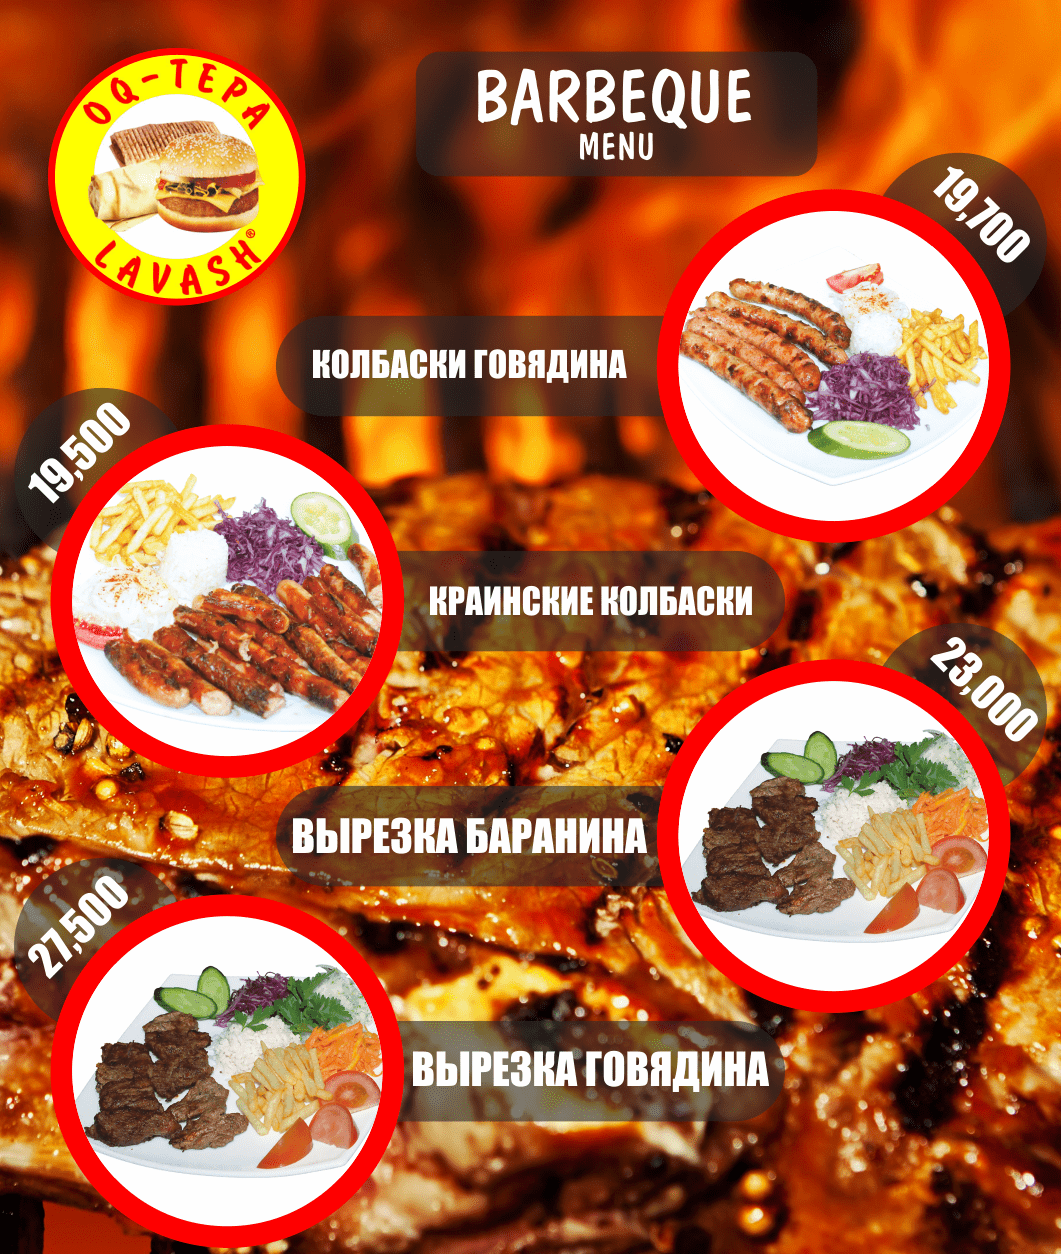 OQ-TEPA
LAVASH®
BARBEQUE
MENU
19,700
КОЛБАСКИ ГОВЯДИНА
19,500
КРАИНСКИЕ КОЛБАСКИ
23,000
ВЫРЕЗКА БАРАНИНА
27,500
ВЫРЕЗКА ГОВЯДИНА